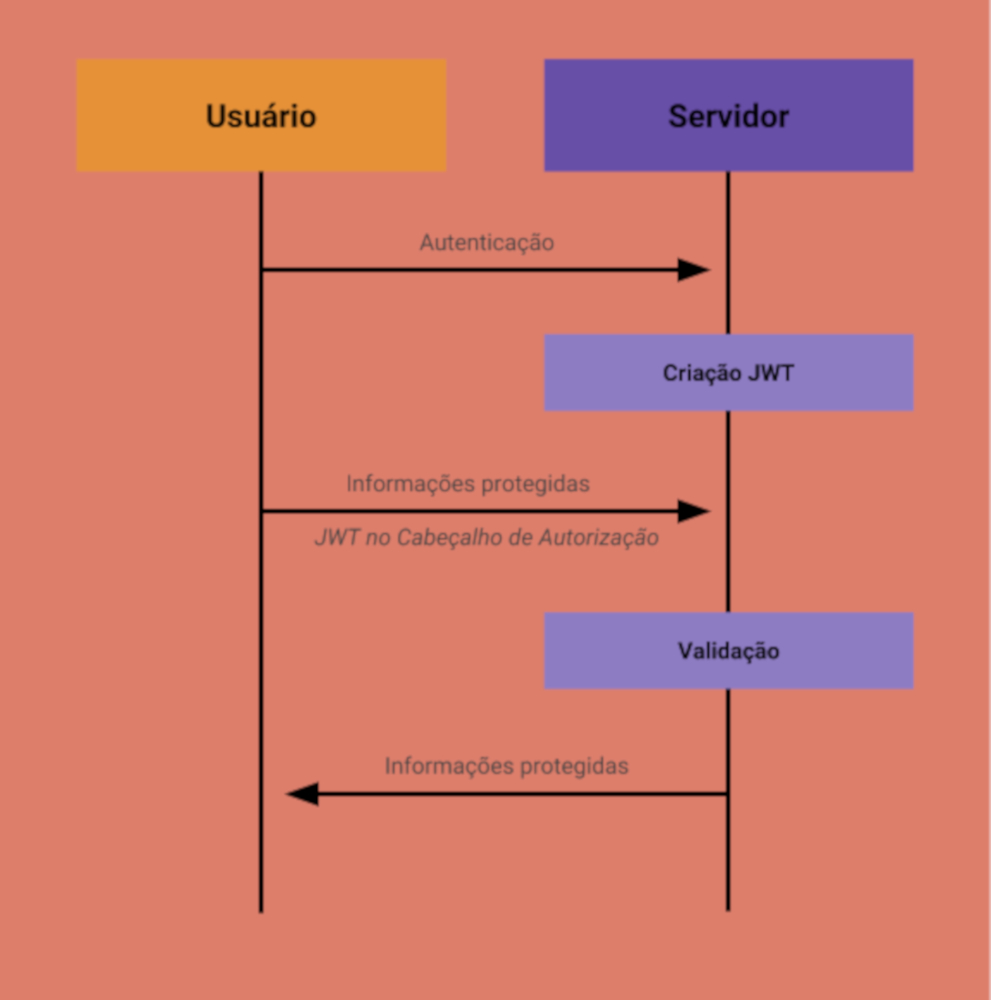 Usuário
Servidor
Autenticação
Criação JWT
Informações protegidas
JWT no Cabeçalho de Autorização
Validação
Informações protegidas